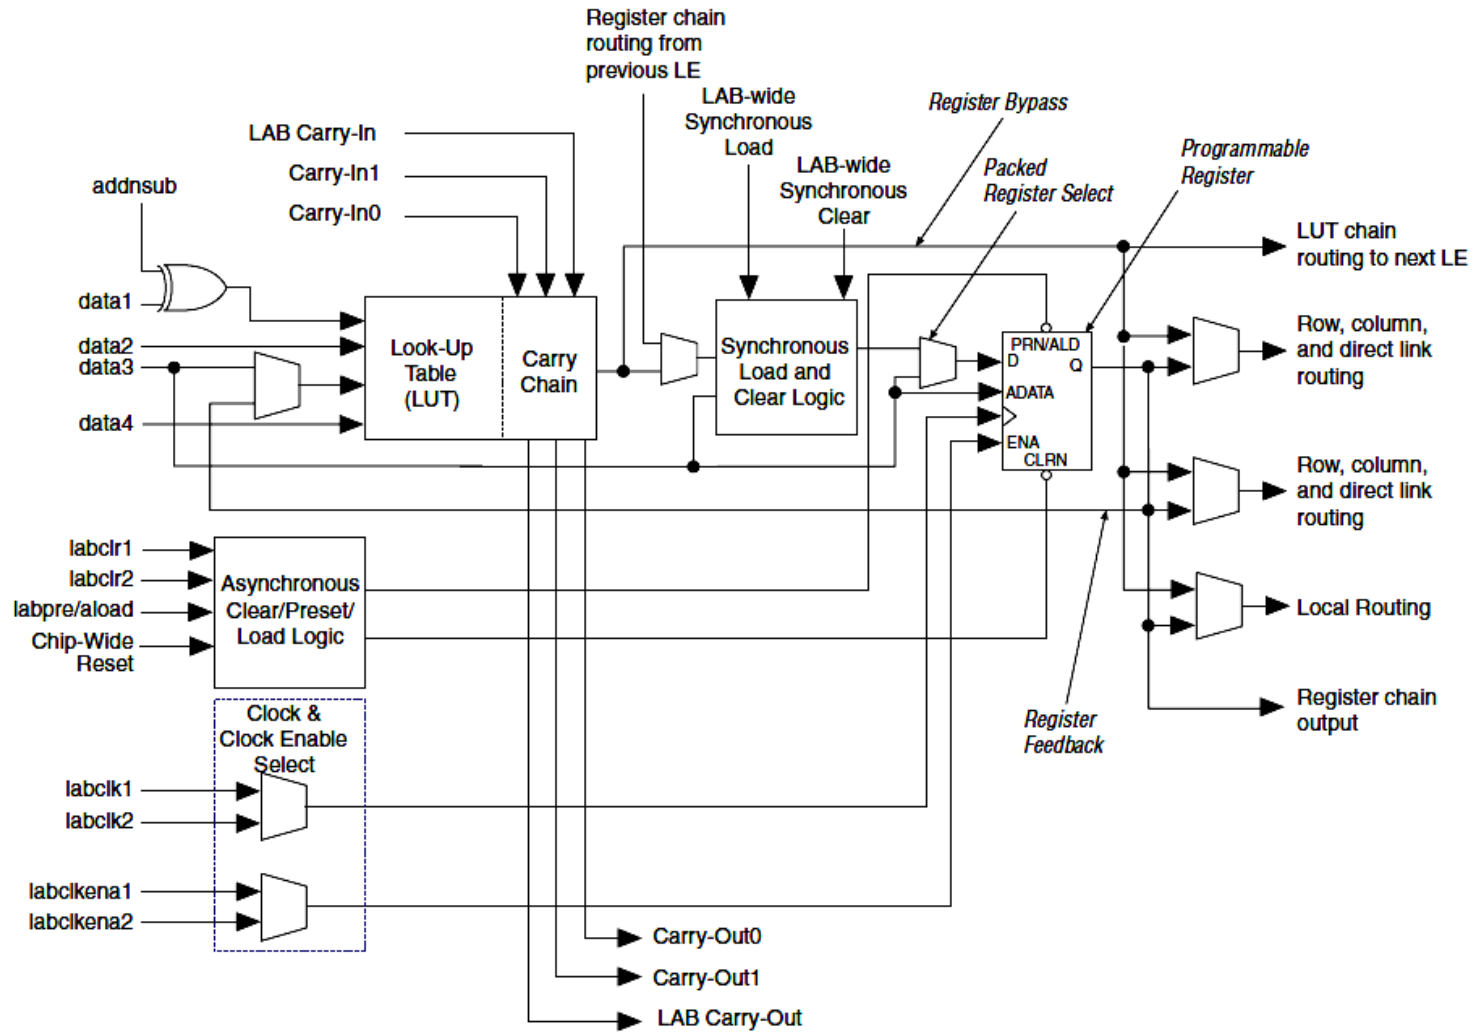 Register chain
routing from
previous LE
LAB-wide
Synchronous
Load
Register Bypass
LAB Carry-In
Programmable
Register
Packed
Register Select
LAB-wide
Synchronous
Clear
Carry-In1
addnsub
Carry-In0
LUT chain
routing to next LE
data1
data2
data3
data4
Look-Up
Table
(LUT)
Carry
Chain
Synchronous
Load and
Clear Logic
PRN/ALD
D
Q
ADATA
ENA
CLRN
Row, column,
and direct link
routing
Row, column,
and direct link
routing
labclr1
labclr2
labpre/aload
Chip-Wide
Reset
Asynchronous
Clear/Preset/
Load Logic
Local Routing
Register chain
output
Register
Feedback
Clock &
Clock Enable
Select
labclk1
labclk2
labclkena1
labclkena2
Carry-Out0
Carry-Out1
LAB Carry-Out